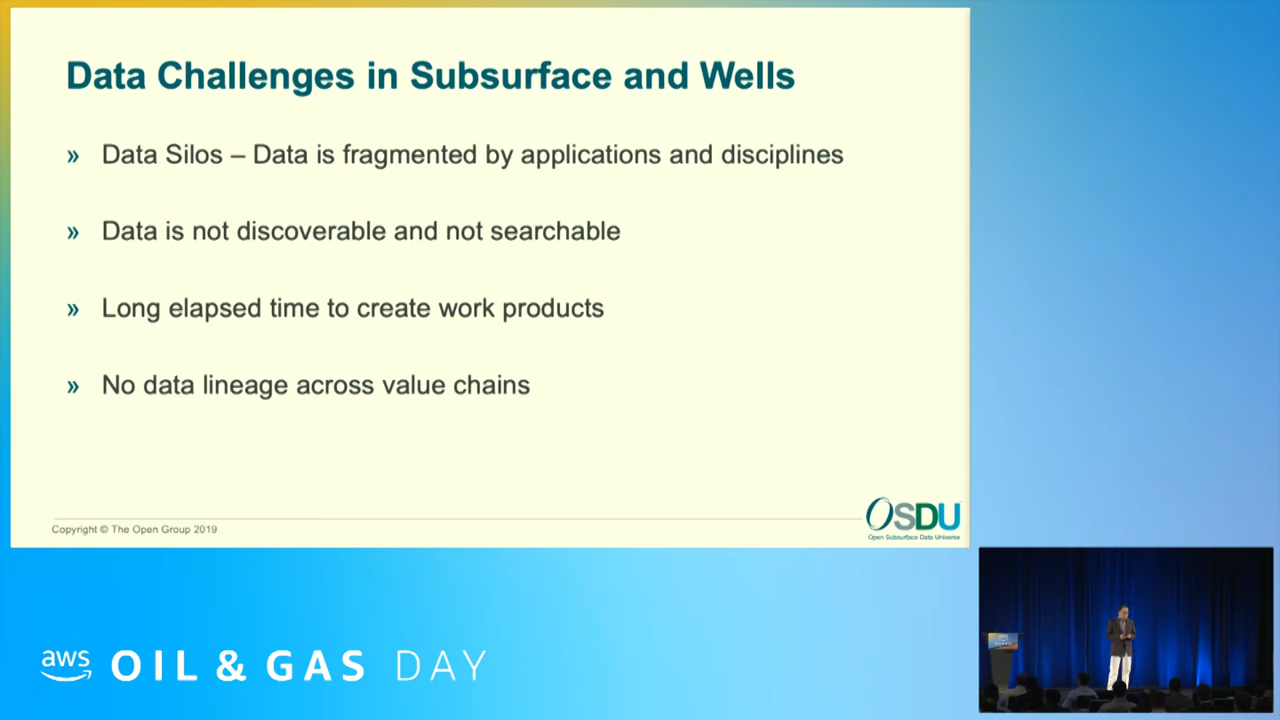 Data Challenges in Subsurface and Wells
» Data Silos – Data is fragmented by applications and disciplines
» Data is not discoverable and not searchable
» Long elapsed time to create work products
» No data lineage across value chains
Copyright © The Open Group 2019
OSDU
Open Subsurface Data Universe
aws OIL & GAS DAY